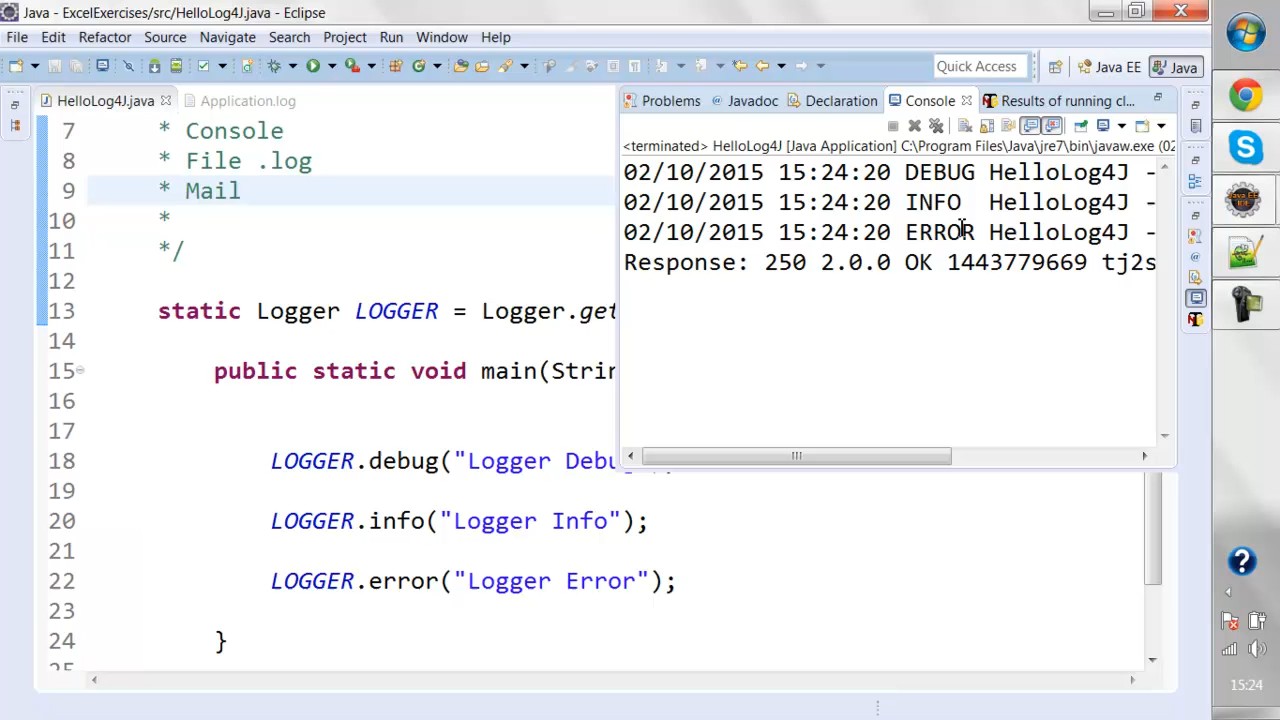 Java - ExcelExercises/src/HelloLog4J.java - Eclipse
File Edit Refactor Source Navigate Search Project Run Window Help
Quick Access
Java EE
Java
HelloLog4J.java
Application.log
7 * Console
8 * File .log
9 * Mail
10 *
11 */
12
13 static Logger LOGGER = Logger.get
14
15 public static void main(Strin
16
17
18 LOGGER.debug("Logger Debu
19
20 LOGGER.info("Logger Info");
21
22 LOGGER.error("Logger Error");
23
24 }
Problems @ Javadoc Declaration Console Results of running cl...
<terminated> HelloLog4J [Java Application] C:\Program Files\Java\jre7\bin\javaw.exe (02
02/10/2015 15:24:20 DEBUG HelloLog4J -
02/10/2015 15:24:20 INFO HelloLog4J -
02/10/2015 15:24:20 ERROR HelloLog4J -
Response: 250 2.0.0 OK 1443779669 tj2s
15:24